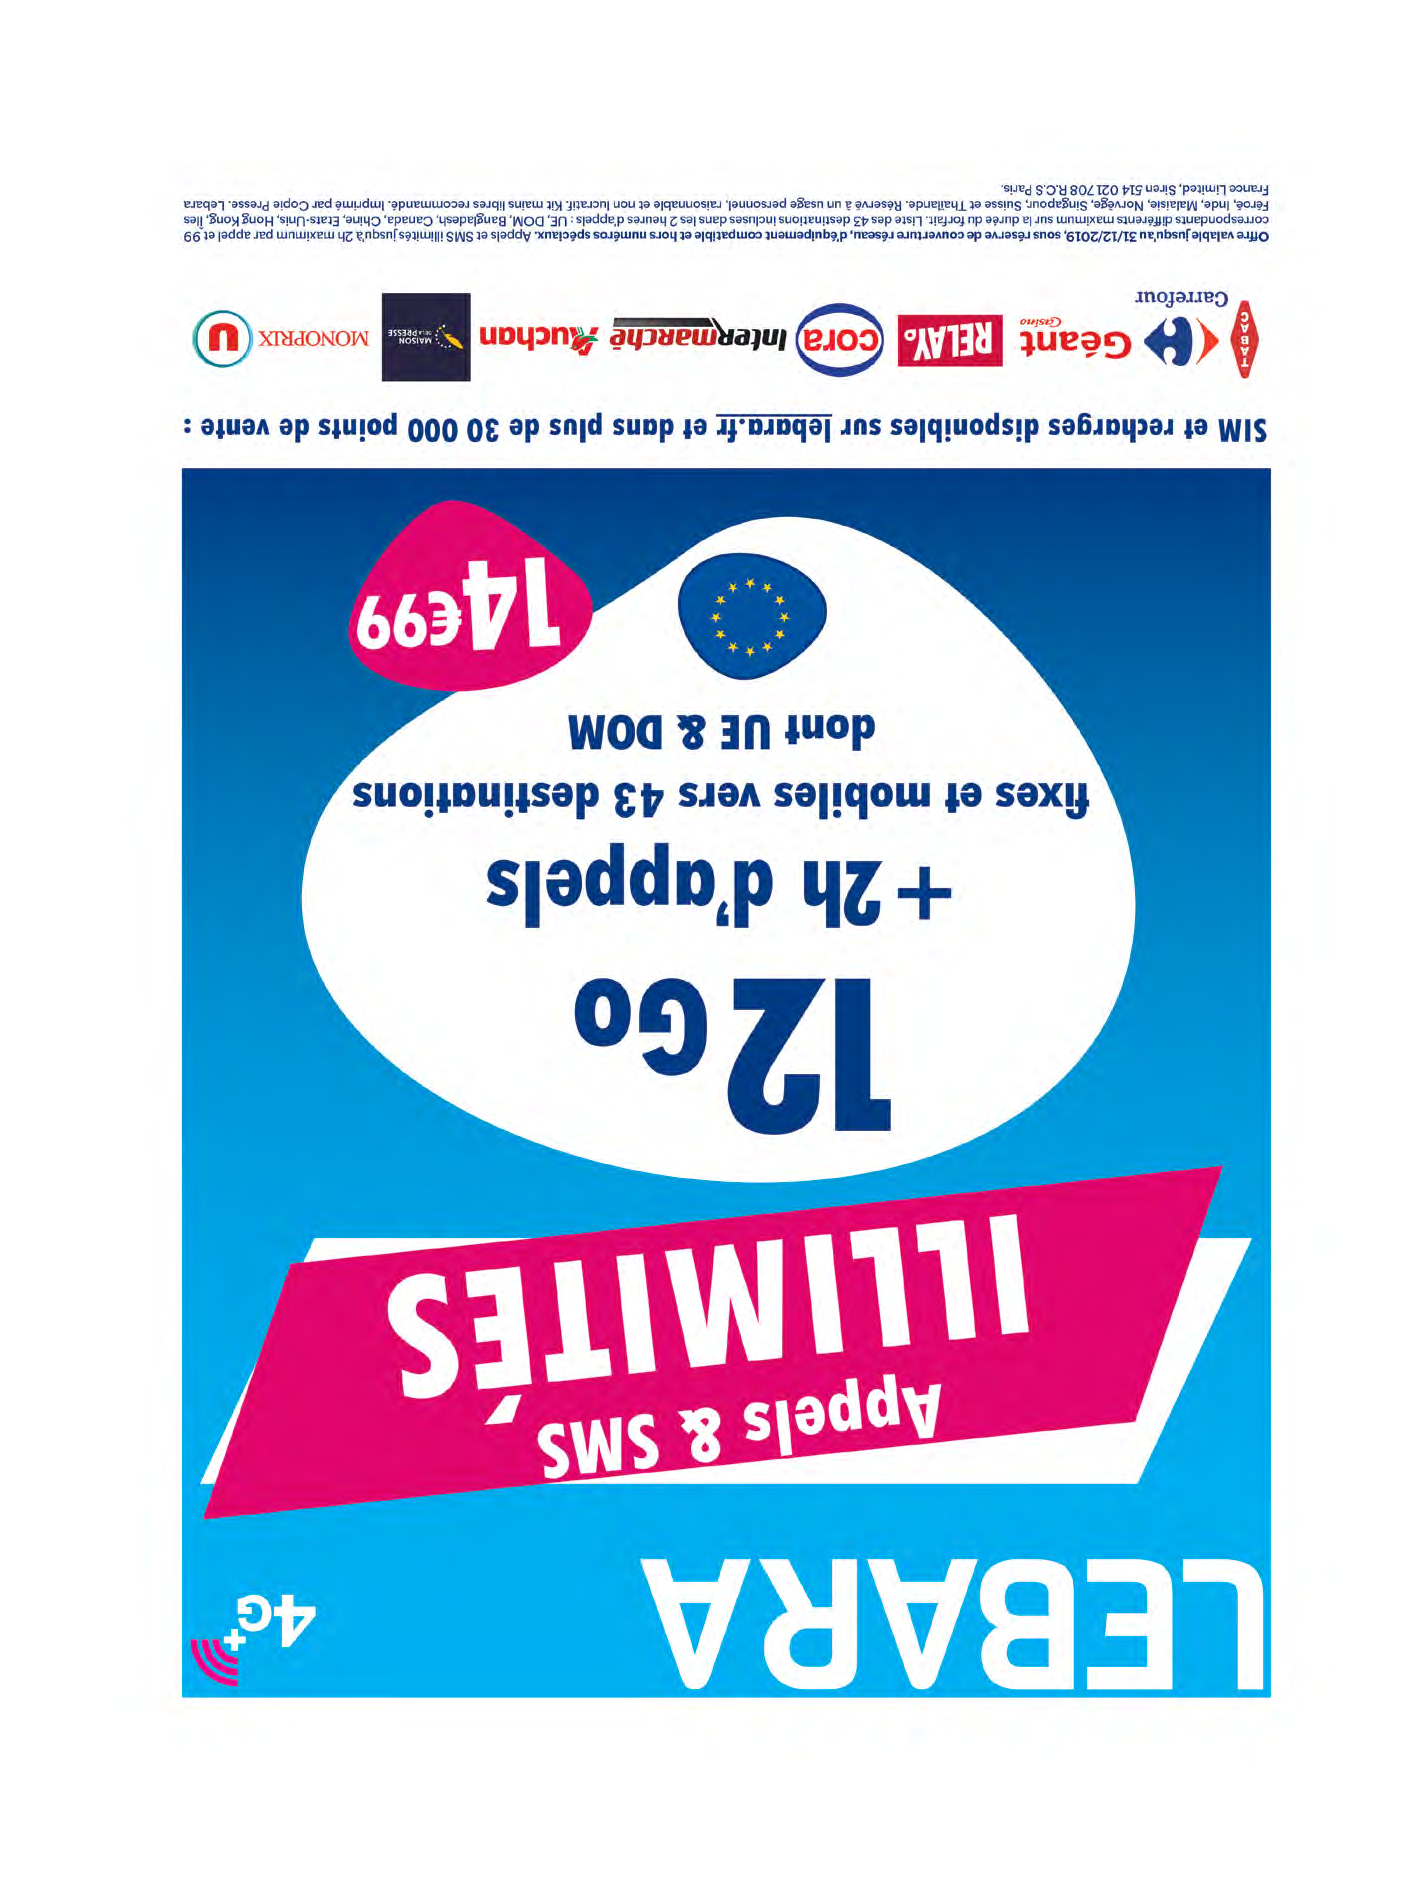 LEBARA
4G+
Appels & SMS
ILLIMITÉS
12Go
+ 2h d'appels
fixes et mobiles vers 43 destinations
dont UE & DOM
14€99
SIM et recharges disponibles sur lebara.fr et dans plus de 30 000 points de vente :
TABAC
Carrefour
Géant
Casino
RELAY
cora
Intermarchē
Auchan
MAISON
DE LA PRESSE
MONOPRIX
U
Offre valable jusqu'au 31/12/2019, sous réserve de couverture réseau, d'équipement compatible et hors numéros spéciaux. Appels et SMS illimités jusqu'à 2h maximum par appel et 99
correspondants différents maximum sur la durée du forfait. Liste des 43 destinations incluses dans les 2 heures d'appels : UE, DOM, Bangladesh, Canada, Chine, États-Unis, Hong Kong, Îles
Féroé, Inde, Malaisie, Norvège, Singapour, Suisse et Thaïlande. Réservé à un usage personnel, raisonnable et non lucratif. Kit mains libres recommandé. Imprimé par Copie Presse. Lebara
France Limited, Siren 514 021 708 R.C.S Paris.